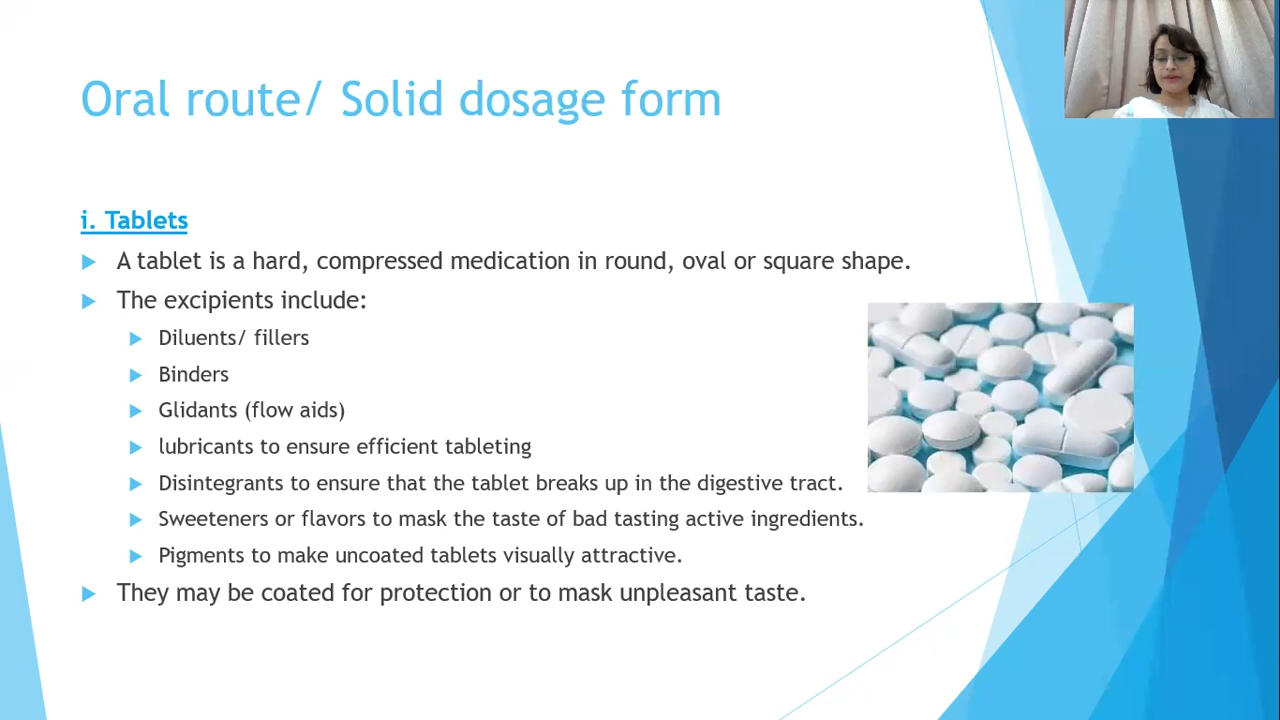 Oral route/ Solid dosage form
i. Tablets
A tablet is a hard, compressed medication in round, oval or square shape.
The excipients include:
Diluents/ fillers
Binders
Glidants (flow aids)
lubricants to ensure efficient tableting
Disintegrants to ensure that the tablet breaks up in the digestive tract.
Sweeteners or flavors to mask the taste of bad tasting active ingredients.
Pigments to make uncoated tablets visually attractive.
They may be coated for protection or to mask unpleasant taste.